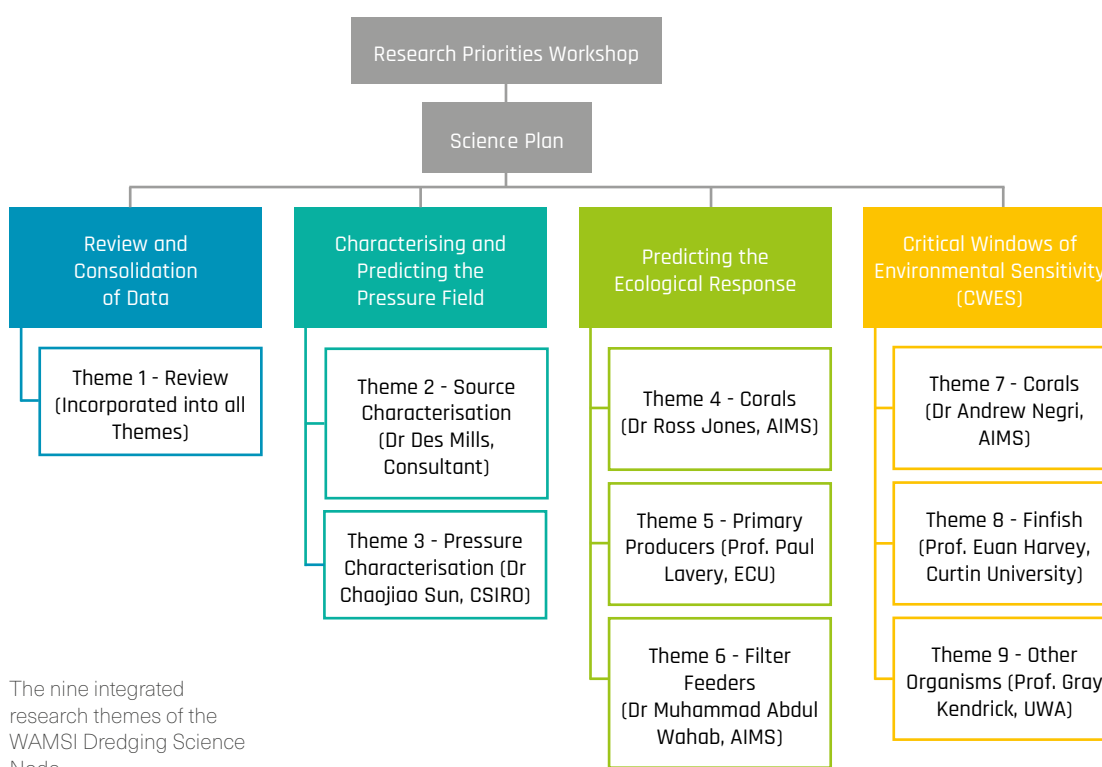 Research Priorities Workshop
Science Plan
Review and
Consolidation
of Data
Theme 1 - Review
(Incorporated into all
Themes)
Characterising and
Predicting the
Pressure Field
Theme 2 - Source
Characterisation
(Dr Des Mills,
Consultant)
Theme 3 - Pressure
Characterisation (Dr
Chaojiao Sun, CSIRO)
Predicting the
Ecological Response
Theme 4 - Corals
(Dr Ross Jones, AIMS)
Theme 5 - Primary
Producers (Prof. Paul
Lavery, ECU)
Theme 6 - Filter
Feeders
(Dr Muhammad Abdul
Wahab, AIMS)
Critical Windows of
Environmental Sensitivity
(CWES)
Theme 7 - Corals
(Dr Andrew Negri,
AIMS)
Theme 8 - Finfish
(Prof. Euan Harvey,
Curtin University)
Theme 9 - Other
Organisms (Prof. Gray
Kendrick, UWA)
The nine integrated
research themes of the
WAMSI Dredging Science